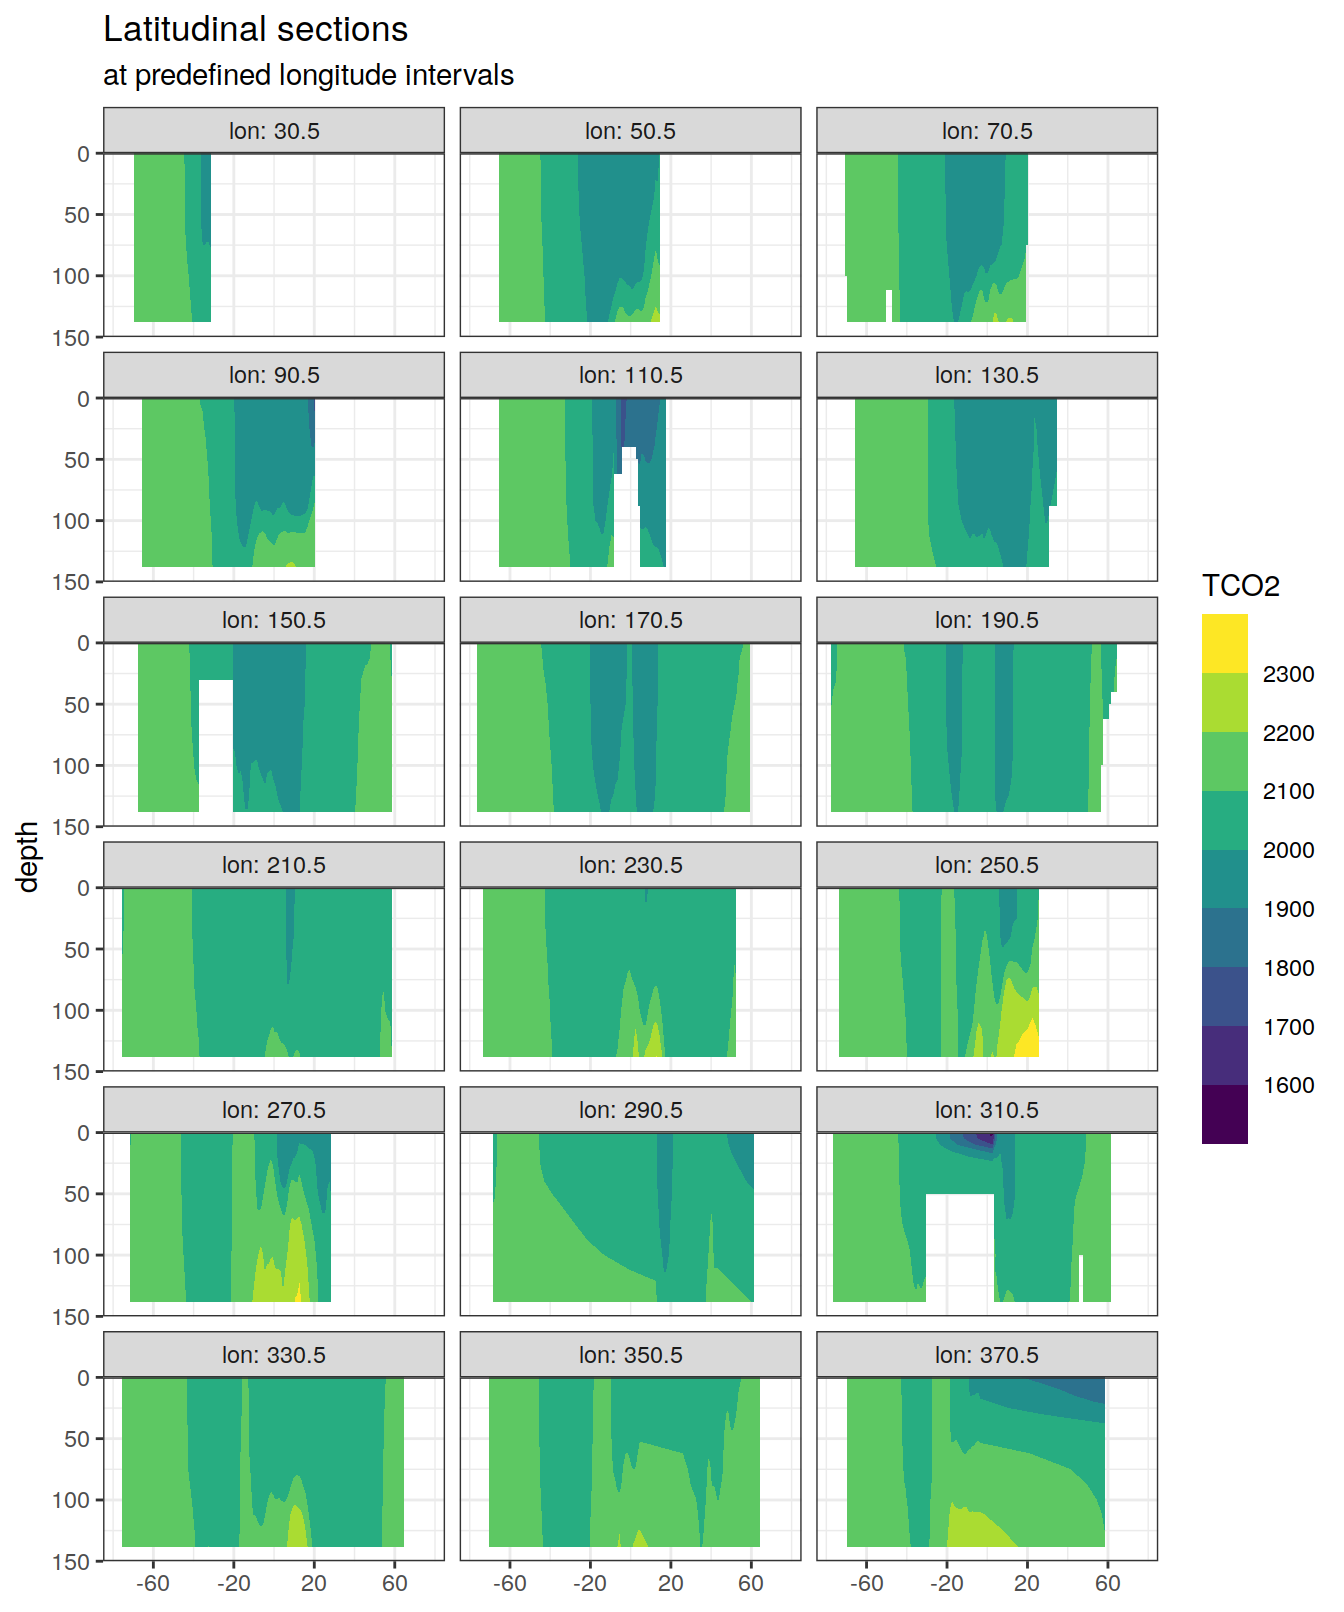 Latitudinal sections
at predefined longitude intervals
lon: 30.5
lon: 50.5
lon: 70.5
0
50
100
150
lon: 90.5
lon: 110.5
lon: 130.5
0
50
100
150
lon: 150.5
lon: 170.5
lon: 190.5
0
50
100
150
lon: 210.5
lon: 230.5
lon: 250.5
0
50
100
150
lon: 270.5
lon: 290.5
lon: 310.5
0
50
100
150
lon: 330.5
lon: 350.5
lon: 370.5
0
50
100
150
-60 -20 20 60
-60 -20 20 60
-60 -20 20 60
depth
TCO2
2300
2200
2100
2000
1900
1800
1700
1600